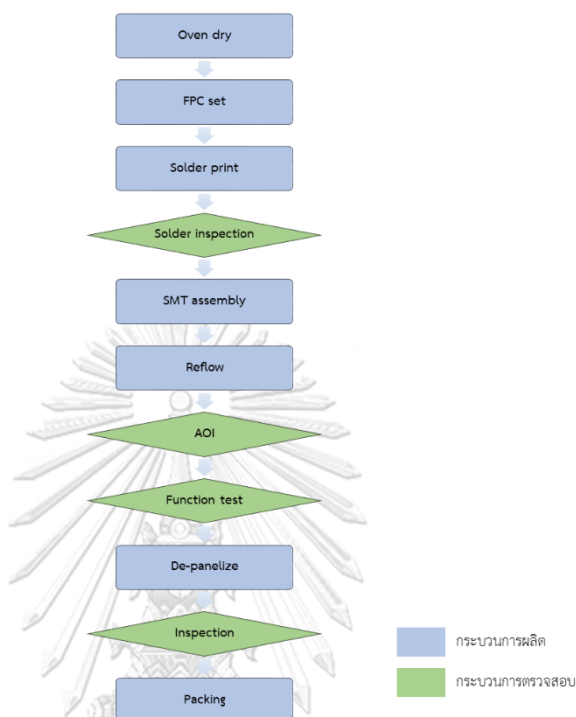 Oven dry
FPC set
Solder print
Solder inspection
SMT assembly
Reflow
AOI
Function test
De-panelize
Inspection
Packing
กระบวนการผลิต
กระบวนการตรวจสอบ